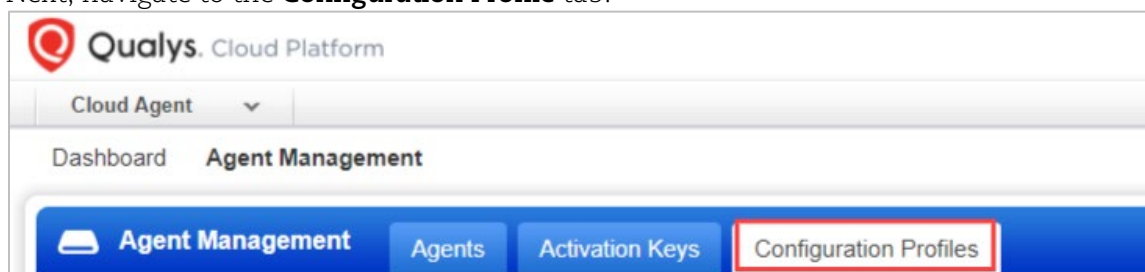 Next, navigate to the Configuration Profile tab.
Qualys. Cloud Platform
Cloud Agent
Dashboard Agent Management
Agent Management Agents Activation Keys Configuration Profiles